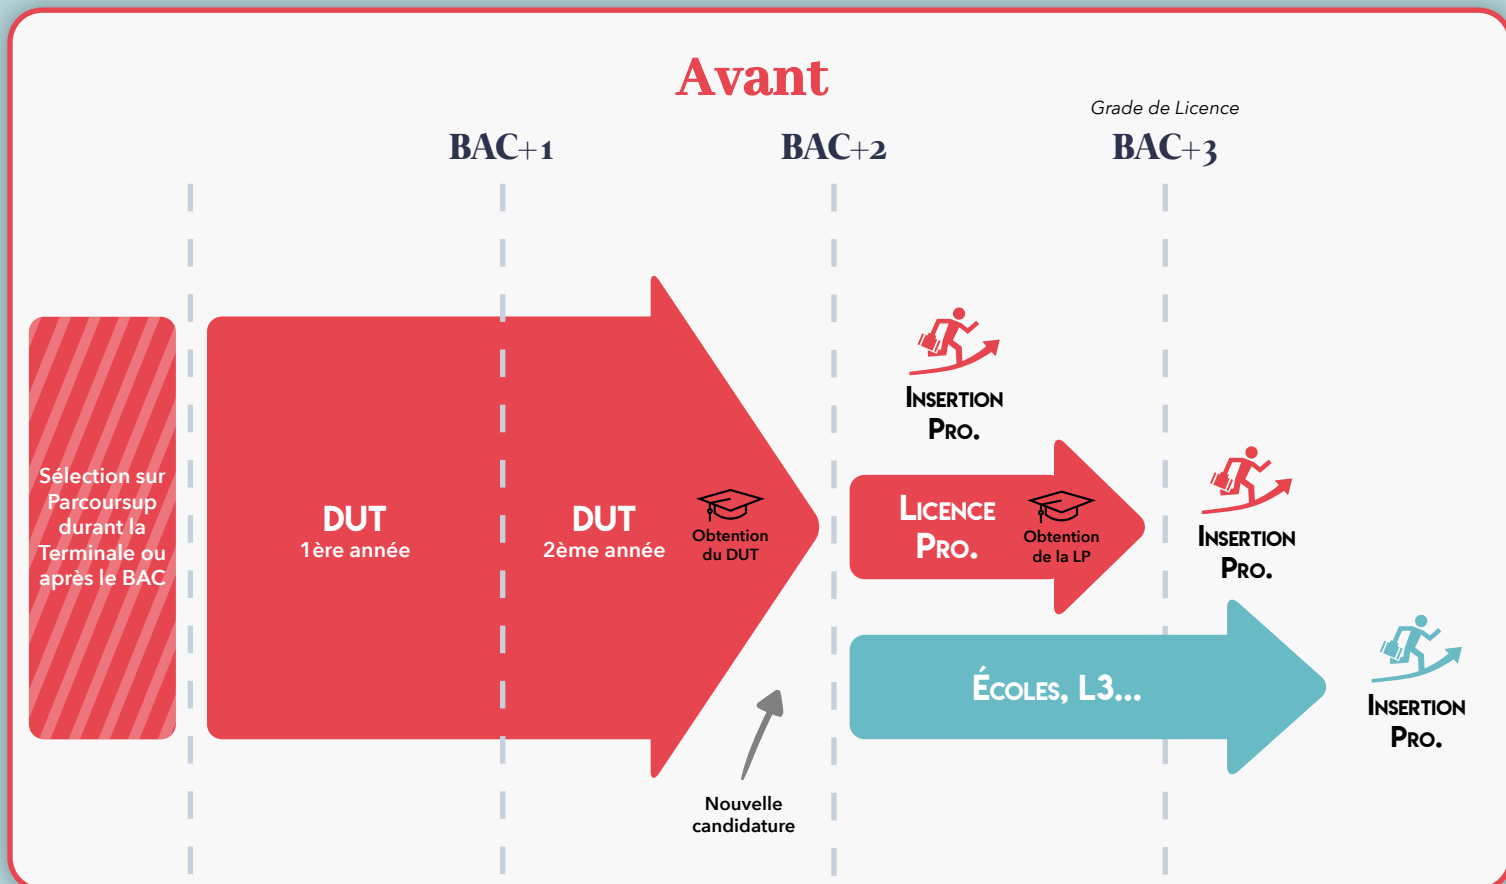 Avant
Grade de Licence
BAC+1
BAC+2
BAC+3
Sélection sur
Parcoursup
durant la
Terminale ou
après le BAC
DUT
1ère année
DUT
2ème année
Obtention
du DUT
Nouvelle
candidature
Insertion
Pro.
Licence
Pro.
Obtention
de la LP
Insertion
Pro.
Écoles, L3...
Insertion
Pro.